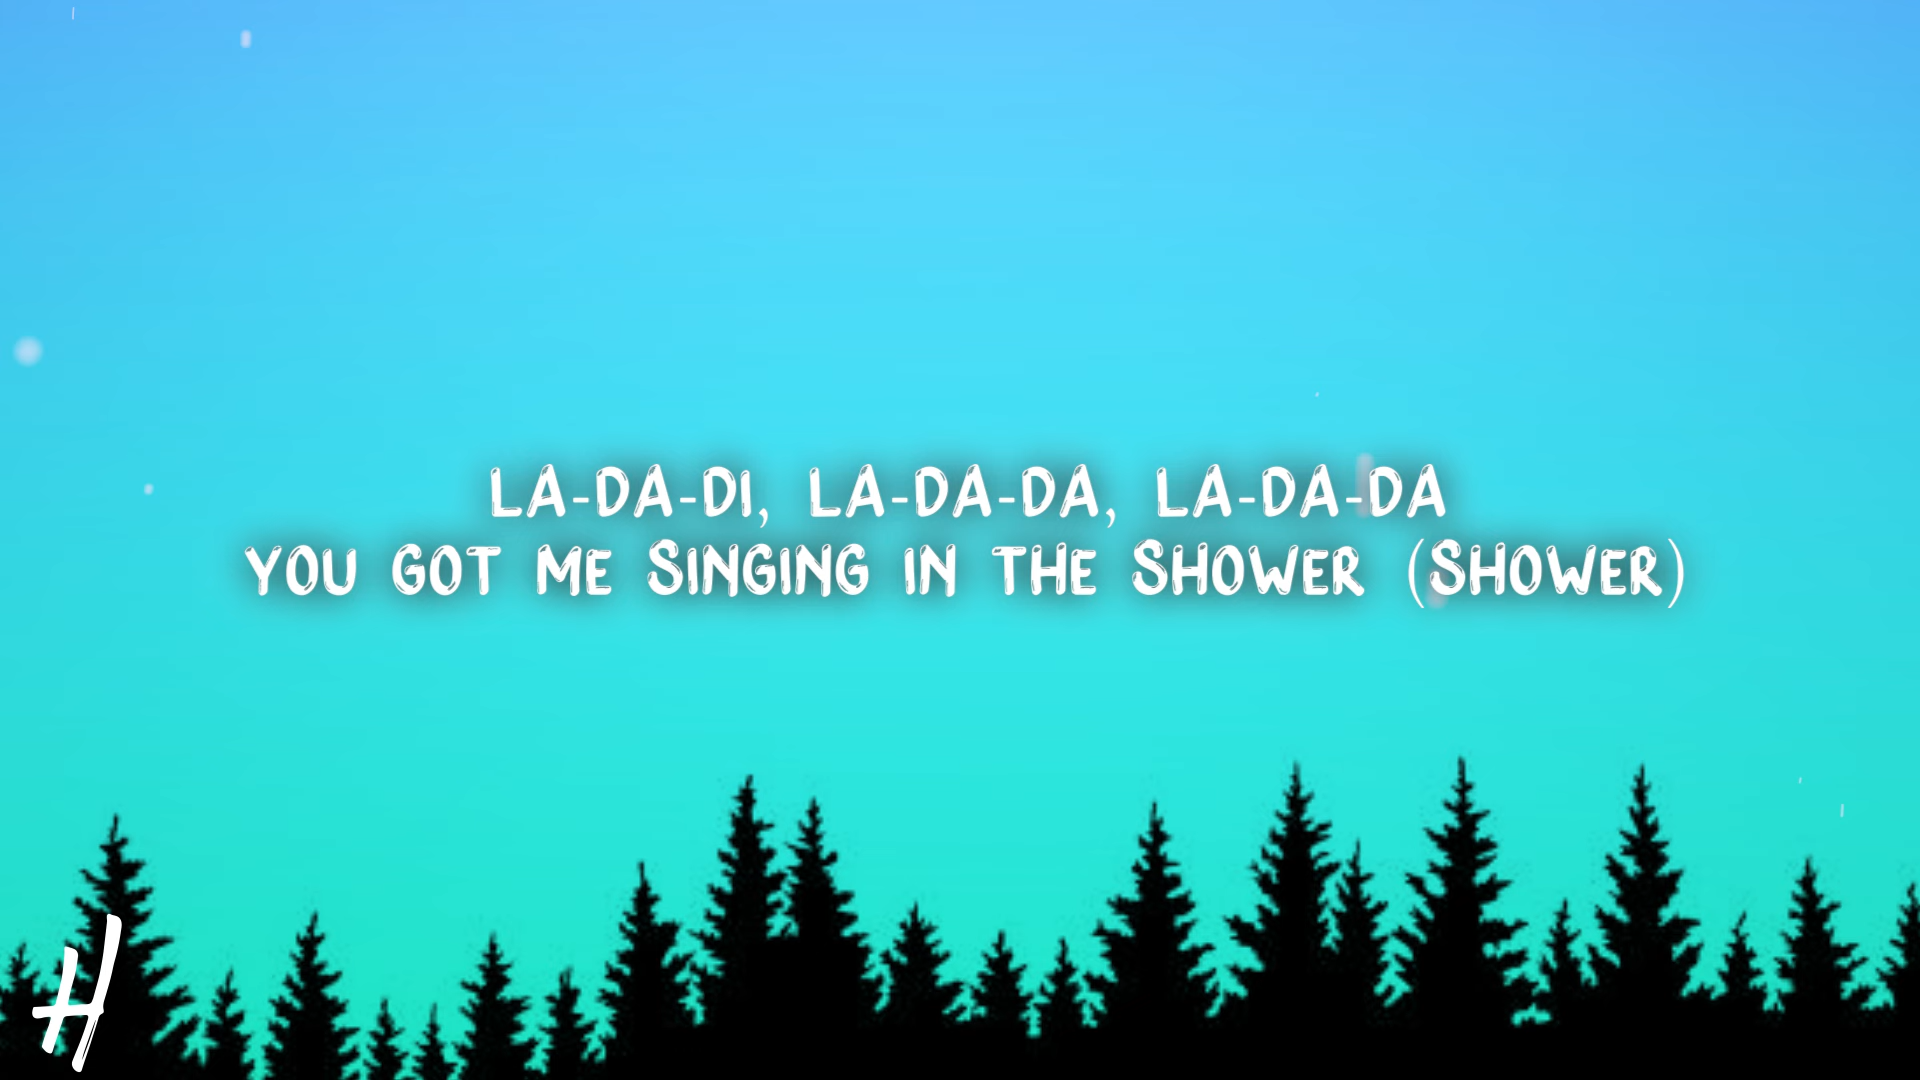 LA-DA-DI, LA-DA-DA, LA-DA-DA
YOU GOT ME SINGING IN THE SHOWER (SHOWER)
H